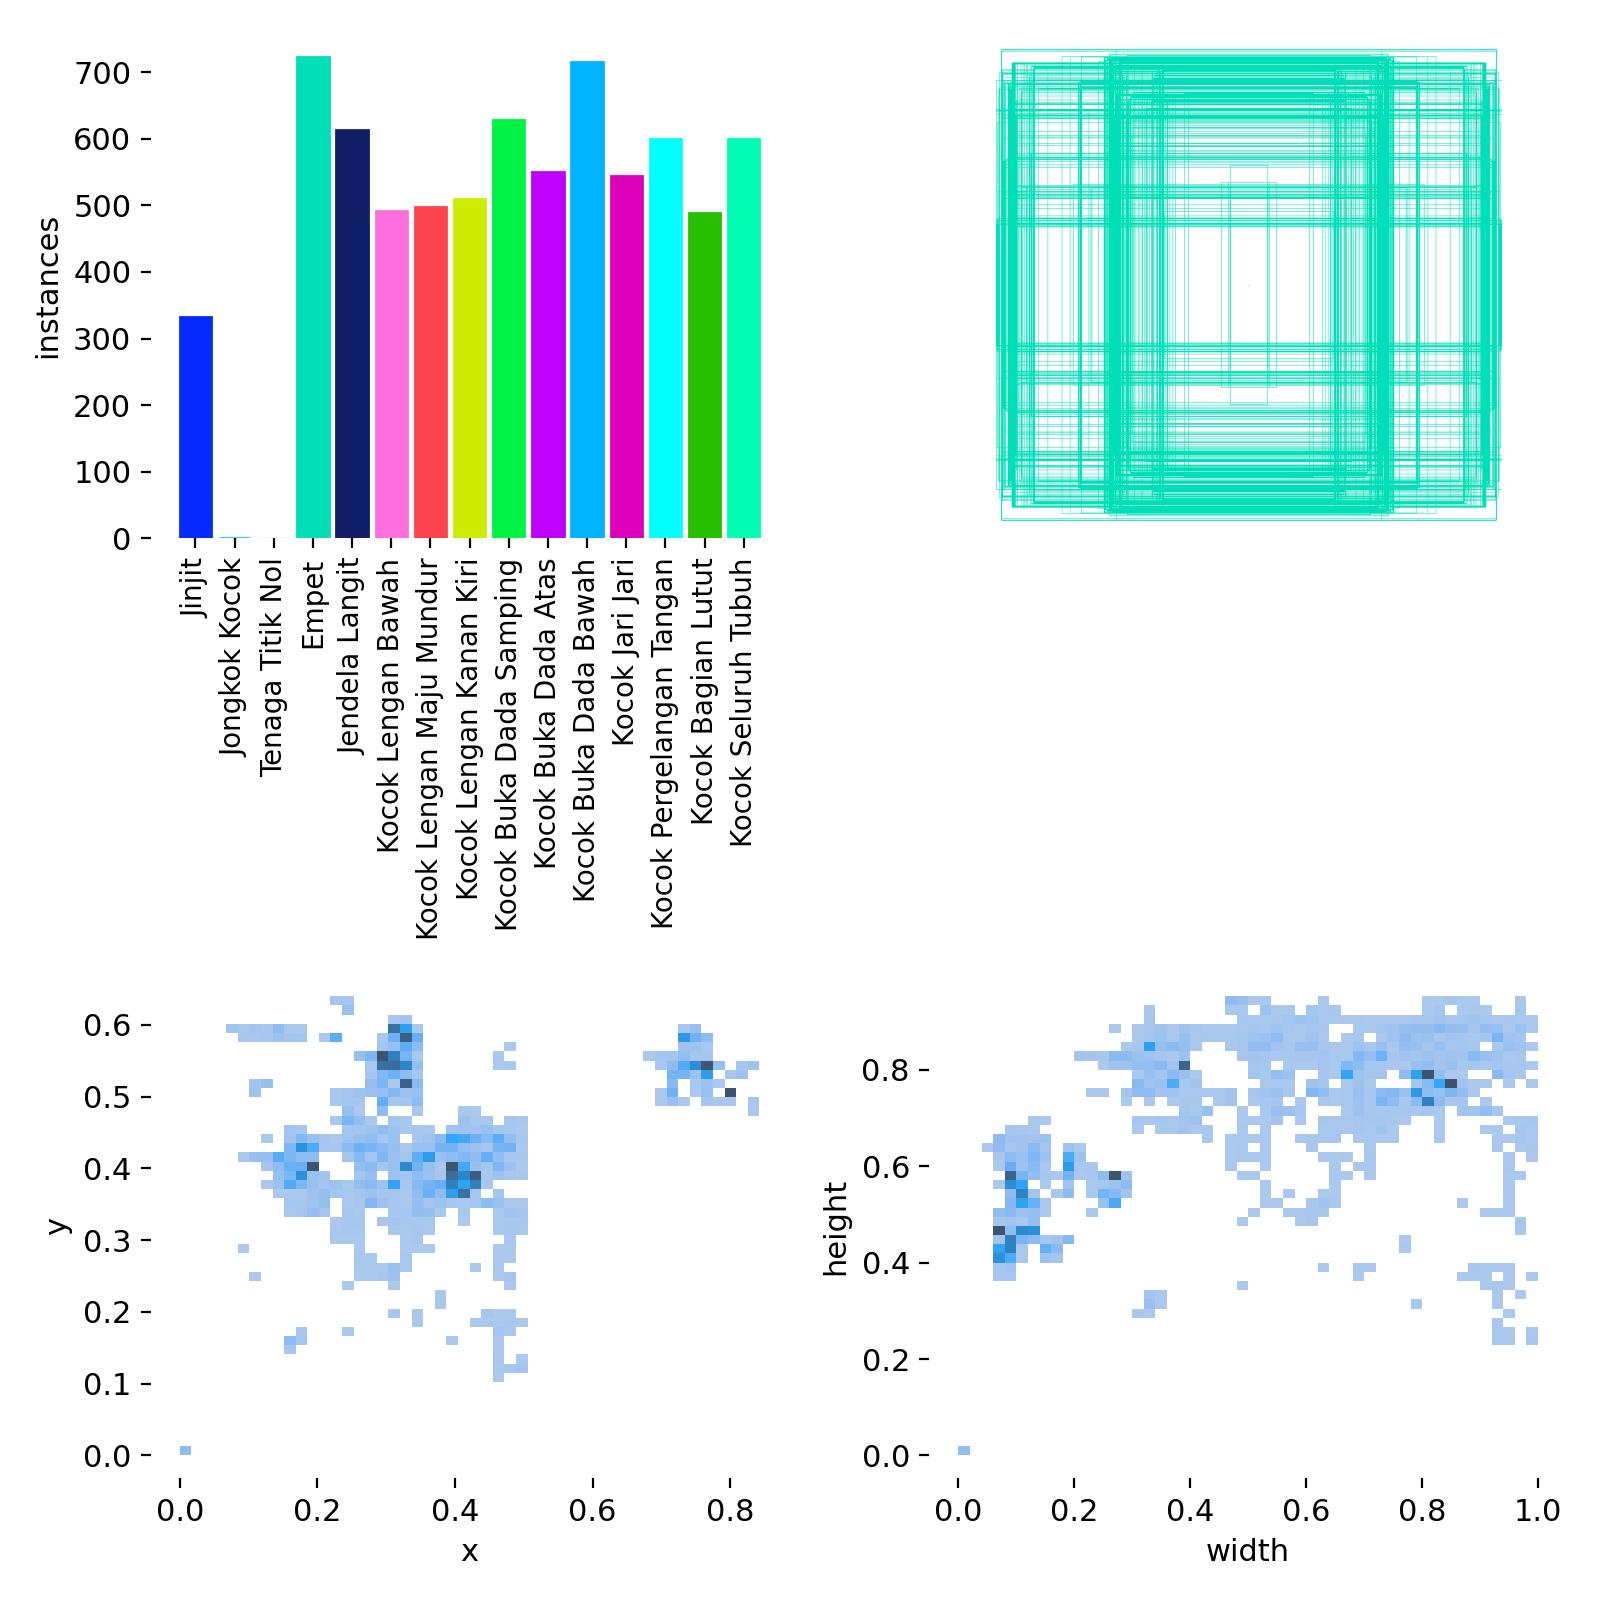 instances
700
600
500
400
300
200
100
0
Jinjit
Jongkok Kocok
Tenaga Titik Nol
Empet
Jendela Langit
Kocok Lengan Bawah
Kocok Lengan Maju Mundur
Kocok Lengan Kanan Kiri
Kocok Buka Dada Samping
Kocok Buka Dada Atas
Kocok Buka Dada Bawah
Kocok Jari Jari
Kocok Pergelangan Tangan
Kocok Bagian Lutut
Kocok Seluruh Tubuh
y
0.6
0.5
0.4
0.3
0.2
0.1
0.0
0.0 0.2 0.4 0.6 0.8
x
height
0.8
0.6
0.4
0.2
0.0
0.0 0.2 0.4 0.6 0.8 1.0
width